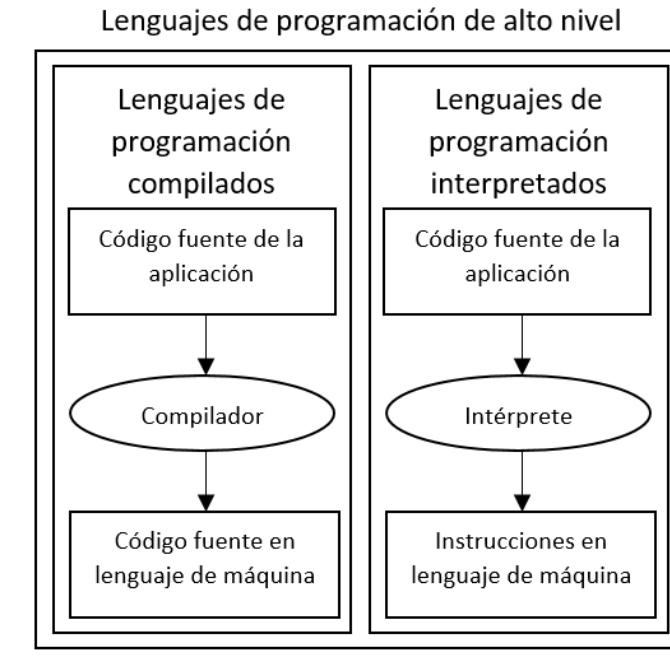 Lenguajes de programación de alto nivel
Lenguajes de
programación
compilados
Código fuente de la
aplicación
Compilador
Código fuente en
lenguaje de máquina
Lenguajes de
programación
interpretados
Código fuente de la
aplicación
Intérprete
Instrucciones en
lenguaje de máquina